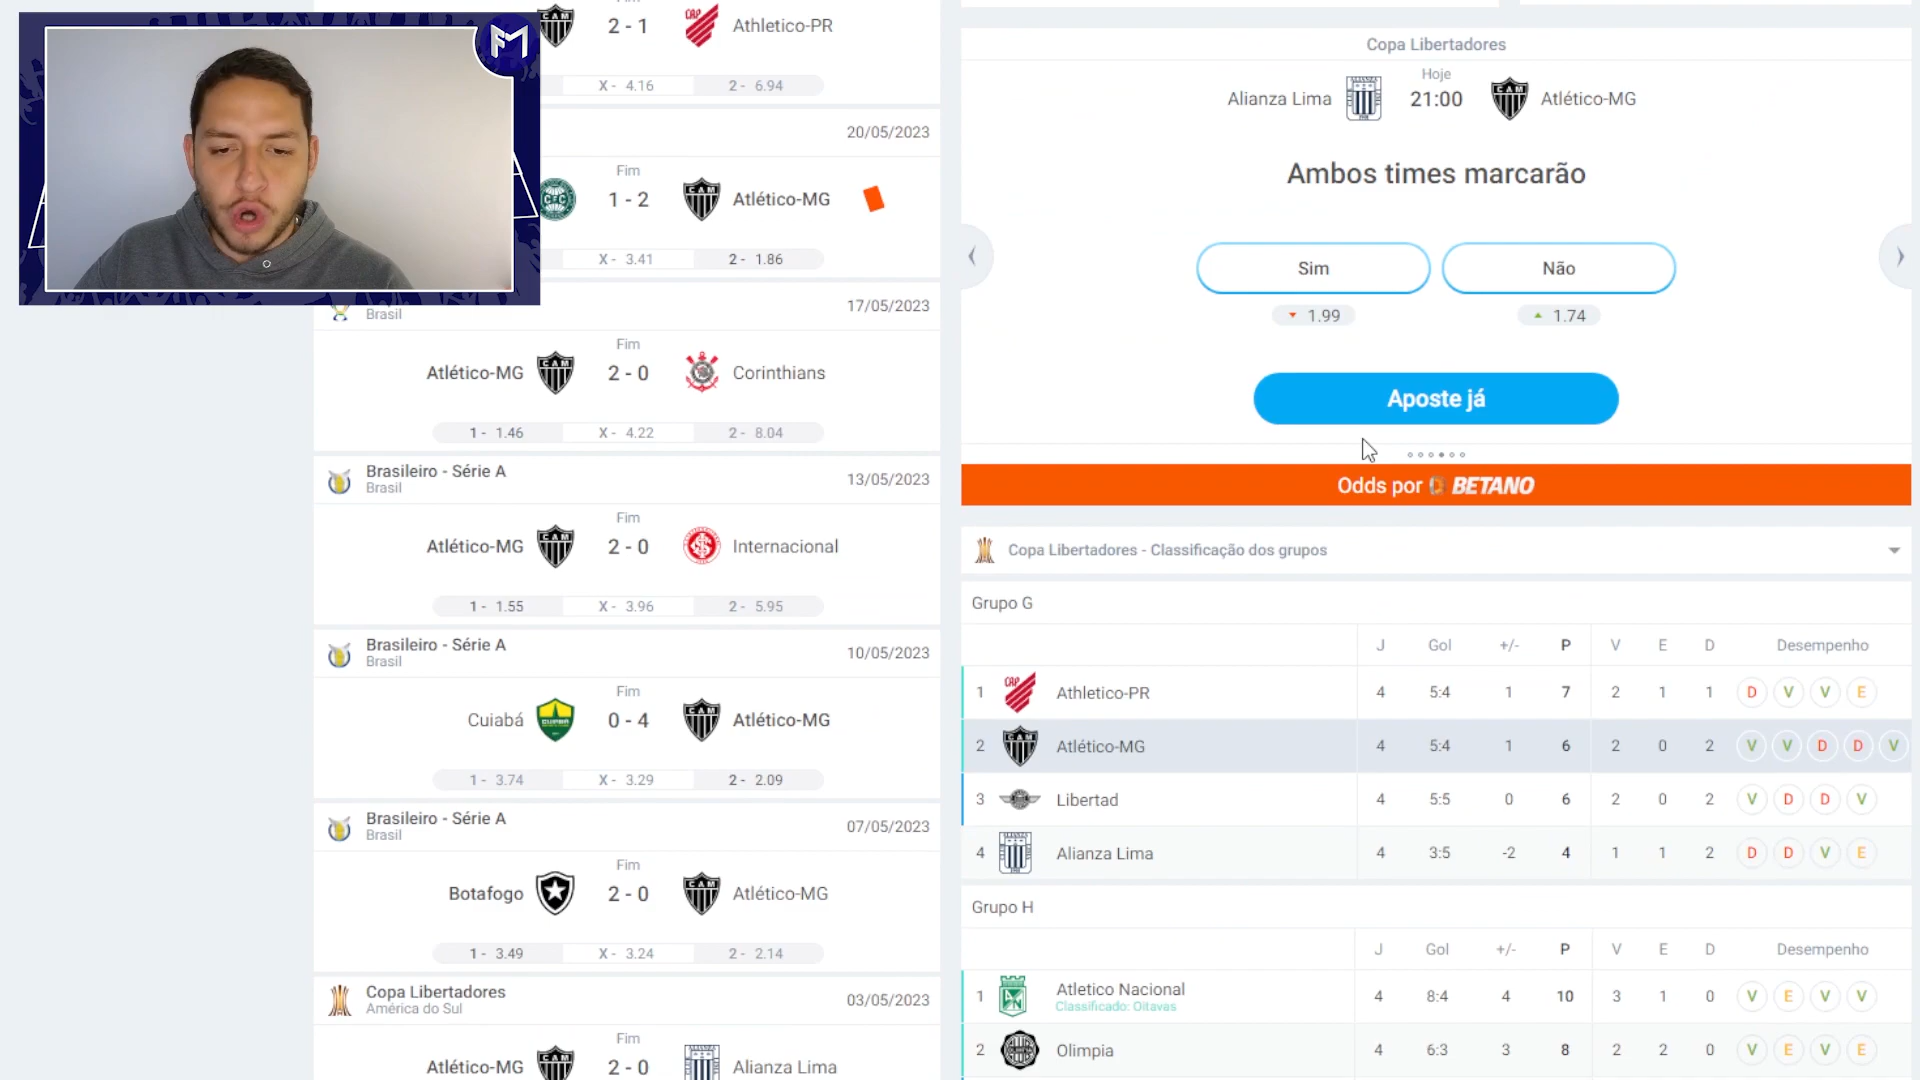 2 - 1
Athletico-PR
X - 4.16
2 - 6.94
20/05/2023
Fim
1 - 2
Atlético-MG
X - 3.41
2 - 1.86
Brasil
17/05/2023
Fim
Atlético-MG
2 - 0
Corinthians
1 - 1.46
X - 4.22
2 - 8.04
Brasileiro - Série A
Brasil
13/05/2023
Fim
Atlético-MG
2 - 0
Internacional
1 - 1.55
X - 3.96
2 - 5.95
Brasileiro - Série A
Brasil
10/05/2023
Fim
Cuiabá
0 - 4
Atlético-MG
1 - 3.74
X - 3.29
2 - 2.09
Brasileiro - Série A
Brasil
07/05/2023
Fim
Botafogo
2 - 0
Atlético-MG
1 - 3.49
X - 3.24
2 - 2.14
Copa Libertadores
América do Sul
03/05/2023
Fim
Atlético-MG
2 - 0
Alianza Lima
Copa Libertadores
Alianza Lima
Hoje
21:00
Atlético-MG
Ambos times marcarão
Sim
Não
1.99
1.74
Aposte já
Odds por BETANO
Copa Libertadores - Classificação dos grupos
Grupo G
J Gol +/- P V E D Desempenho
1 Athletico-PR 4 5:4 1 7 2 1 1 D V V E
2 Atlético-MG 4 5:4 1 6 2 0 2 V V D D V
3 Libertad 4 5:5 0 6 2 0 2 V D D V
4 Alianza Lima 4 3:5 -2 4 1 1 2 D D V E
Grupo H
J Gol +/- P V E D Desempenho
1 Atletico Nacional 4 8:4 4 10 3 1 0 V E V V
Classificado: Oitavas
2 Olimpia 4 6:3 3 8 2 2 0 V E V E